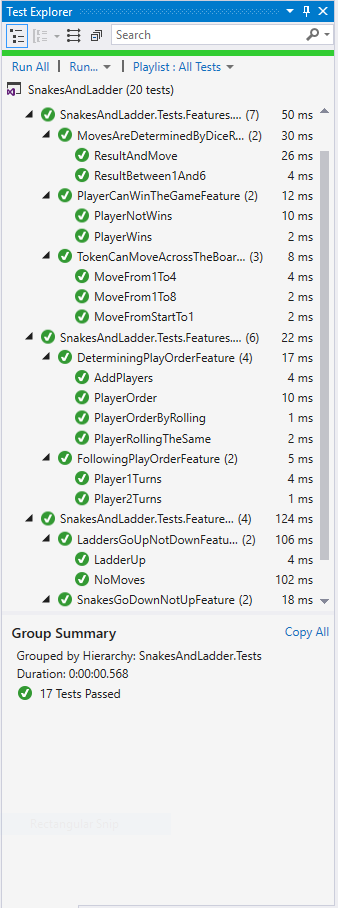 Test Explorer
Search
Run All | Run... | Playlist : All Tests
SnakesAndLadder (20 tests)
SnakesAndLadder.Tests.Features.... (7) 50 ms
MovesAreDeterminedByDiceR... (2) 30 ms
ResultAndMove 26 ms
ResultBetween1And6 4 ms
PlayerCanWinTheGameFeature (2) 12 ms
PlayerNotWins 10 ms
PlayerWins 2 ms
TokenCanMoveAcrossTheBoar... (3) 8 ms
MoveFrom1To4 4 ms
MoveFrom1To8 2 ms
MoveFromStartTo1 2 ms
SnakesAndLadder.Tests.Features.... (6) 22 ms
DeterminingPlayOrderFeature (4) 17 ms
AddPlayers 4 ms
PlayerOrder 10 ms
PlayerOrderByRolling 1 ms
PlayerRollingTheSame 2 ms
FollowingPlayOrderFeature (2) 5 ms
Player1Turns 4 ms
Player2Turns 1 ms
SnakesAndLadder.Tests.Feature... (4) 124 ms
LaddersGoUpNotDownFeatu... (2) 106 ms
LadderUp 4 ms
NoMoves 102 ms
SnakesGoDownNotUpFeature (2) 18 ms
Group Summary Copy All
Grouped by Hierarchy: SnakesAndLadder.Tests
Duration: 0:00:00.568
17 Tests Passed
Rectangular Snip